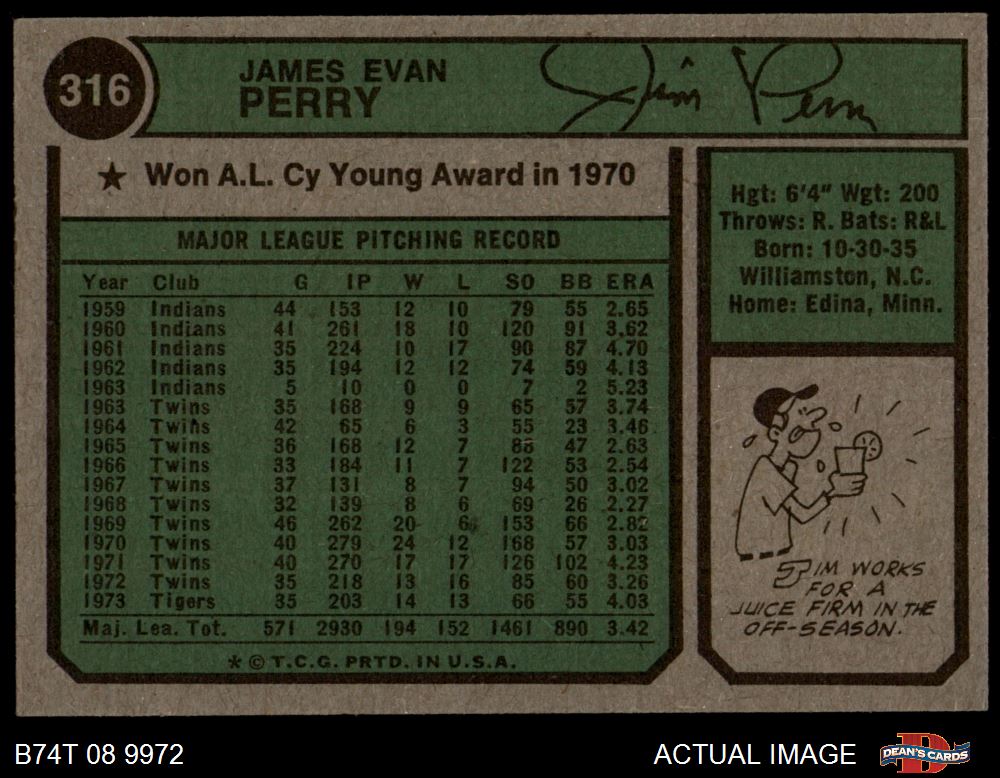 316
JAMES EVAN
PERRY
Jim Perry
★ Won A.L. Cy Young Award in 1970
MAJOR LEAGUE PITCHING RECORD
Year Club G IP W L SO BB ERA
1959 Indians 44 153 12 10 79 55 2.65
1960 Indians 41 261 18 10 120 91 3.62
1961 Indians 35 224 10 17 90 87 4.70
1962 Indians 35 194 12 12 74 59 4.13
1963 Indians 5 10 0 0 7 2 5.23
1963 Twins 35 168 9 9 65 57 3.74
1964 Twins 42 65 6 3 55 23 3.46
1965 Twins 36 168 12 7 88 47 2.63
1966 Twins 33 184 11 7 122 53 2.54
1967 Twins 37 131 8 7 94 50 3.02
1968 Twins 32 139 8 6 69 26 2.27
1969 Twins 46 262 20 6 153 66 2.82
1970 Twins 40 279 24 12 168 57 3.03
1971 Twins 40 270 17 17 126 102 4.23
1972 Twins 35 218 13 16 85 60 3.26
1973 Tigers 35 203 14 13 66 55 4.03
Maj. Lea. Tot. 571 2930 194 152 1461 890 3.42
* © T.C.G. PRTD. IN U.S.A.
Hgt: 6'4" Wgt: 200
Throws: R. Bats: R&L
Born: 10-30-35
Williamston, N.C.
Home: Edina, Minn.
JIM WORKS
FOR A
JUICE FIRM IN THE
OFF-SEASON.
B74T 08 9972
ACTUAL IMAGE
DEAN'S CARDS